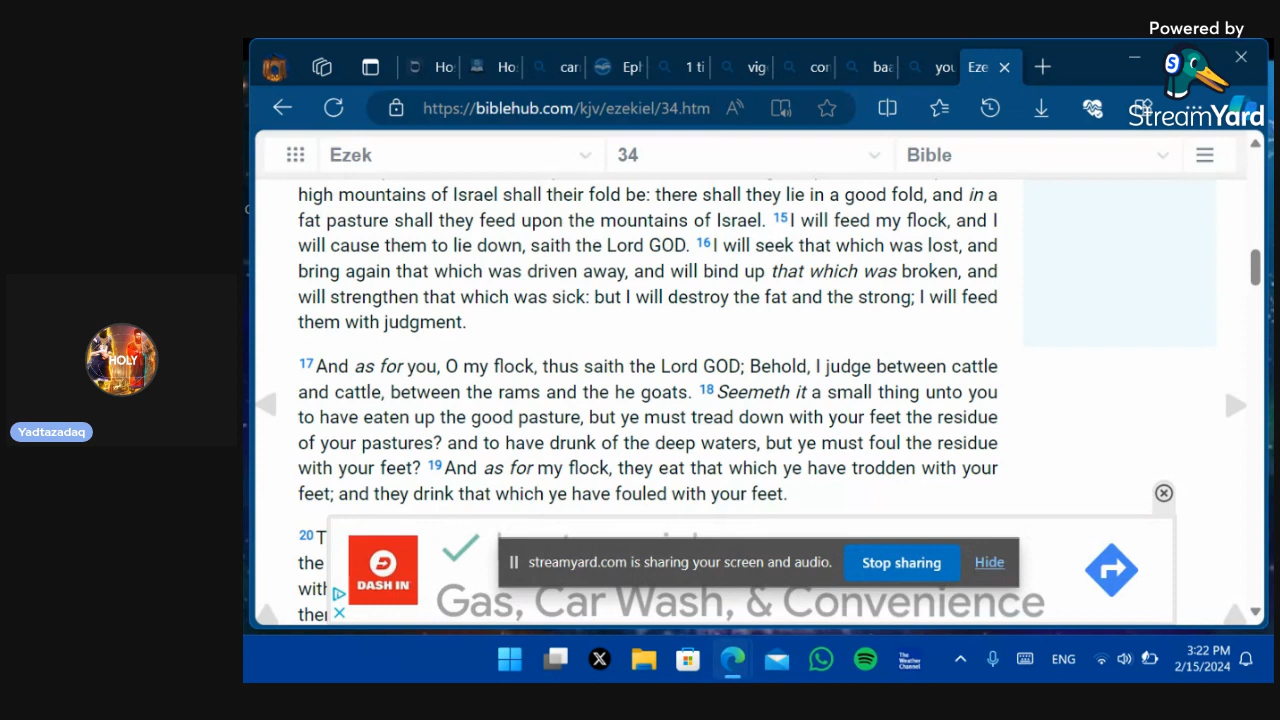 Powered by
StreamYard
Ho
Ho
car
Epl
1 ti
vig
cor
baa
you
Eze
https://biblehub.com/kjv/ezekiel/34.htm
Ezek
34
Bible
high mountains of Israel shall their fold be: there shall they lie in a good fold, and in a
fat pasture shall they feed upon the mountains of Israel. 15 I will feed my flock, and I
will cause them to lie down, saith the Lord GOD. 16 I will seek that which was lost, and
bring again that which was driven away, and will bind up that which was broken, and
will strengthen that which was sick: but I will destroy the fat and the strong; I will feed
them with judgment.
17 And as for you, O my flock, thus saith the Lord GOD; Behold, I judge between cattle
and cattle, between the rams and the he goats. 18 Seemeth it a small thing unto you
to have eaten up the good pasture, but ye must tread down with your feet the residue
of your pastures? and to have drunk of the deep waters, but ye must foul the residue
with your feet? 19 And as for my flock, they eat that which ye have trodden with your
feet; and they drink that which ye have fouled with your feet.
20 T
the
with
ther
DASH IN
streamyard.com is sharing your screen and audio.
Stop sharing
Hide
Gas, Car Wash, & Convenience
HOLY
Yadtazadaq
The
Weather
Channel
ENG
3:22 PM
2/15/2024